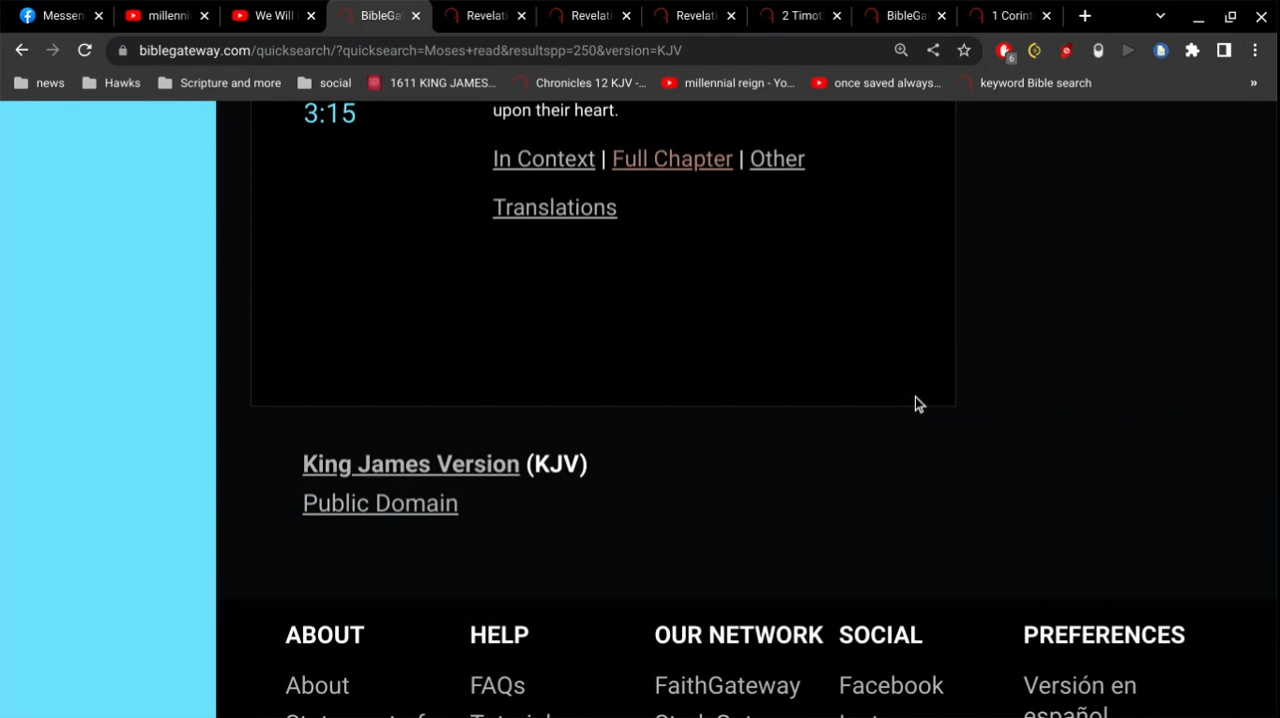 Messen
millenni
We Will
BibleGa
Revelati
Revelati
Revelati
2 Timot
BibleGa
1 Corint
biblegateway.com/quicksearch/?quicksearch=Moses+read&resultspp=250&version=KJV
6
news
Hawks
Scripture and more
social
1611 KING JAMES...
Chronicles 12 KJV -...
millennial reign - Yo...
once saved always...
keyword Bible search
»
3:15
upon their heart.
In Context | Full Chapter | Other
Translations
King James Version (KJV)
Public Domain
ABOUT
HELP
OUR NETWORK
SOCIAL
PREFERENCES
About
FAQs
FaithGateway
Facebook
Versión en
español